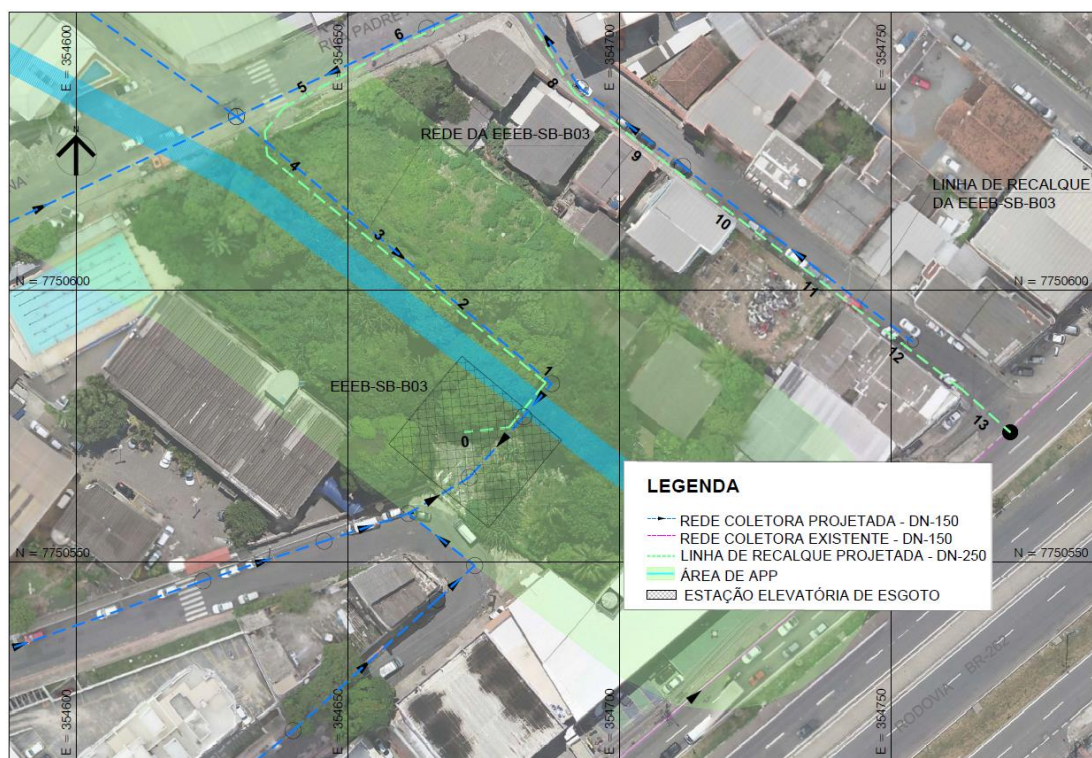 E = 354600
E = 354650
E = 354700
E = 354750
RUA PADRE
6
5
8
REDE DA EEEB-SB-B03
9
4
LINHA DE RECALQUE
DA EEEB-SB-B03
N
10
3
N = 7750600
N = 7750600
11
2
12
1
EEEB-SB-B03
13
0
LEGENDA
REDE COLETORA PROJETADA - DN-150
REDE COLETORA EXISTENTE - DN-150
LINHA DE RECALQUE PROJETADA - DN-250
ÁREA DE APP
ESTAÇÃO ELEVATÓRIA DE ESGOTO
N = 7750550
N = 7750550
RODOVIA BR-262
E = 354600
E = 354650
E = 354700
E = 354750